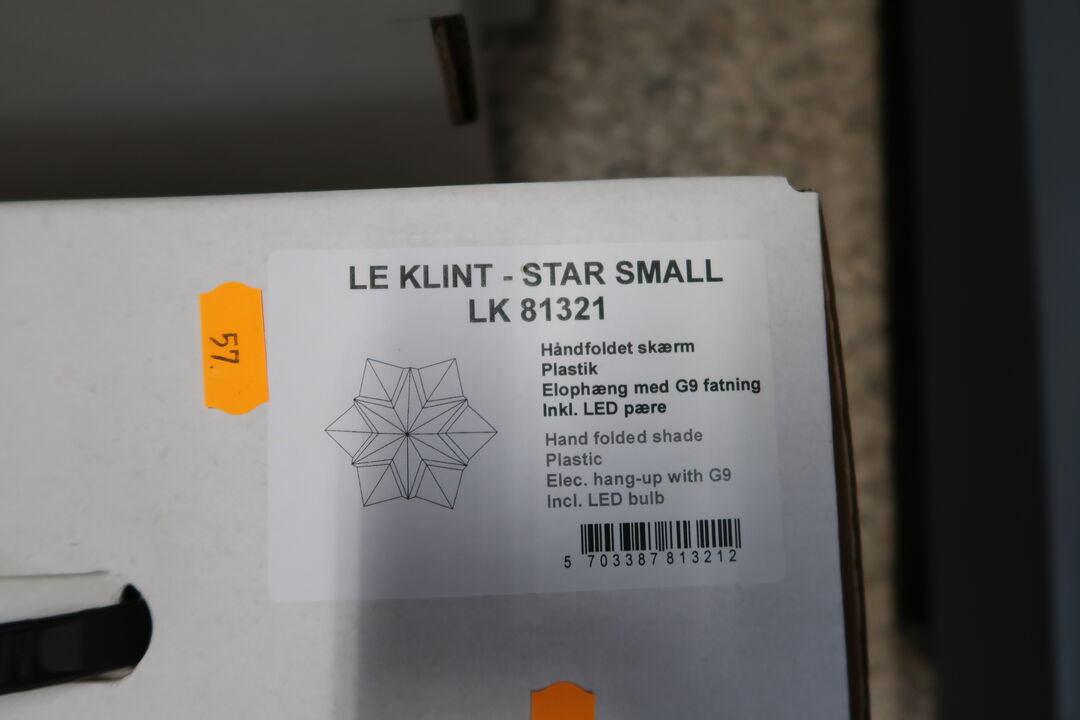 LE KLINT - STAR SMALL
LK 81321
57.
Håndfoldet skærm
Plastik
Elophæng med G9 fatning
Inkl. LED pære
Hand folded shade
Plastic
Elec. hang-up with G9
Incl. LED bulb
5 703387 813212